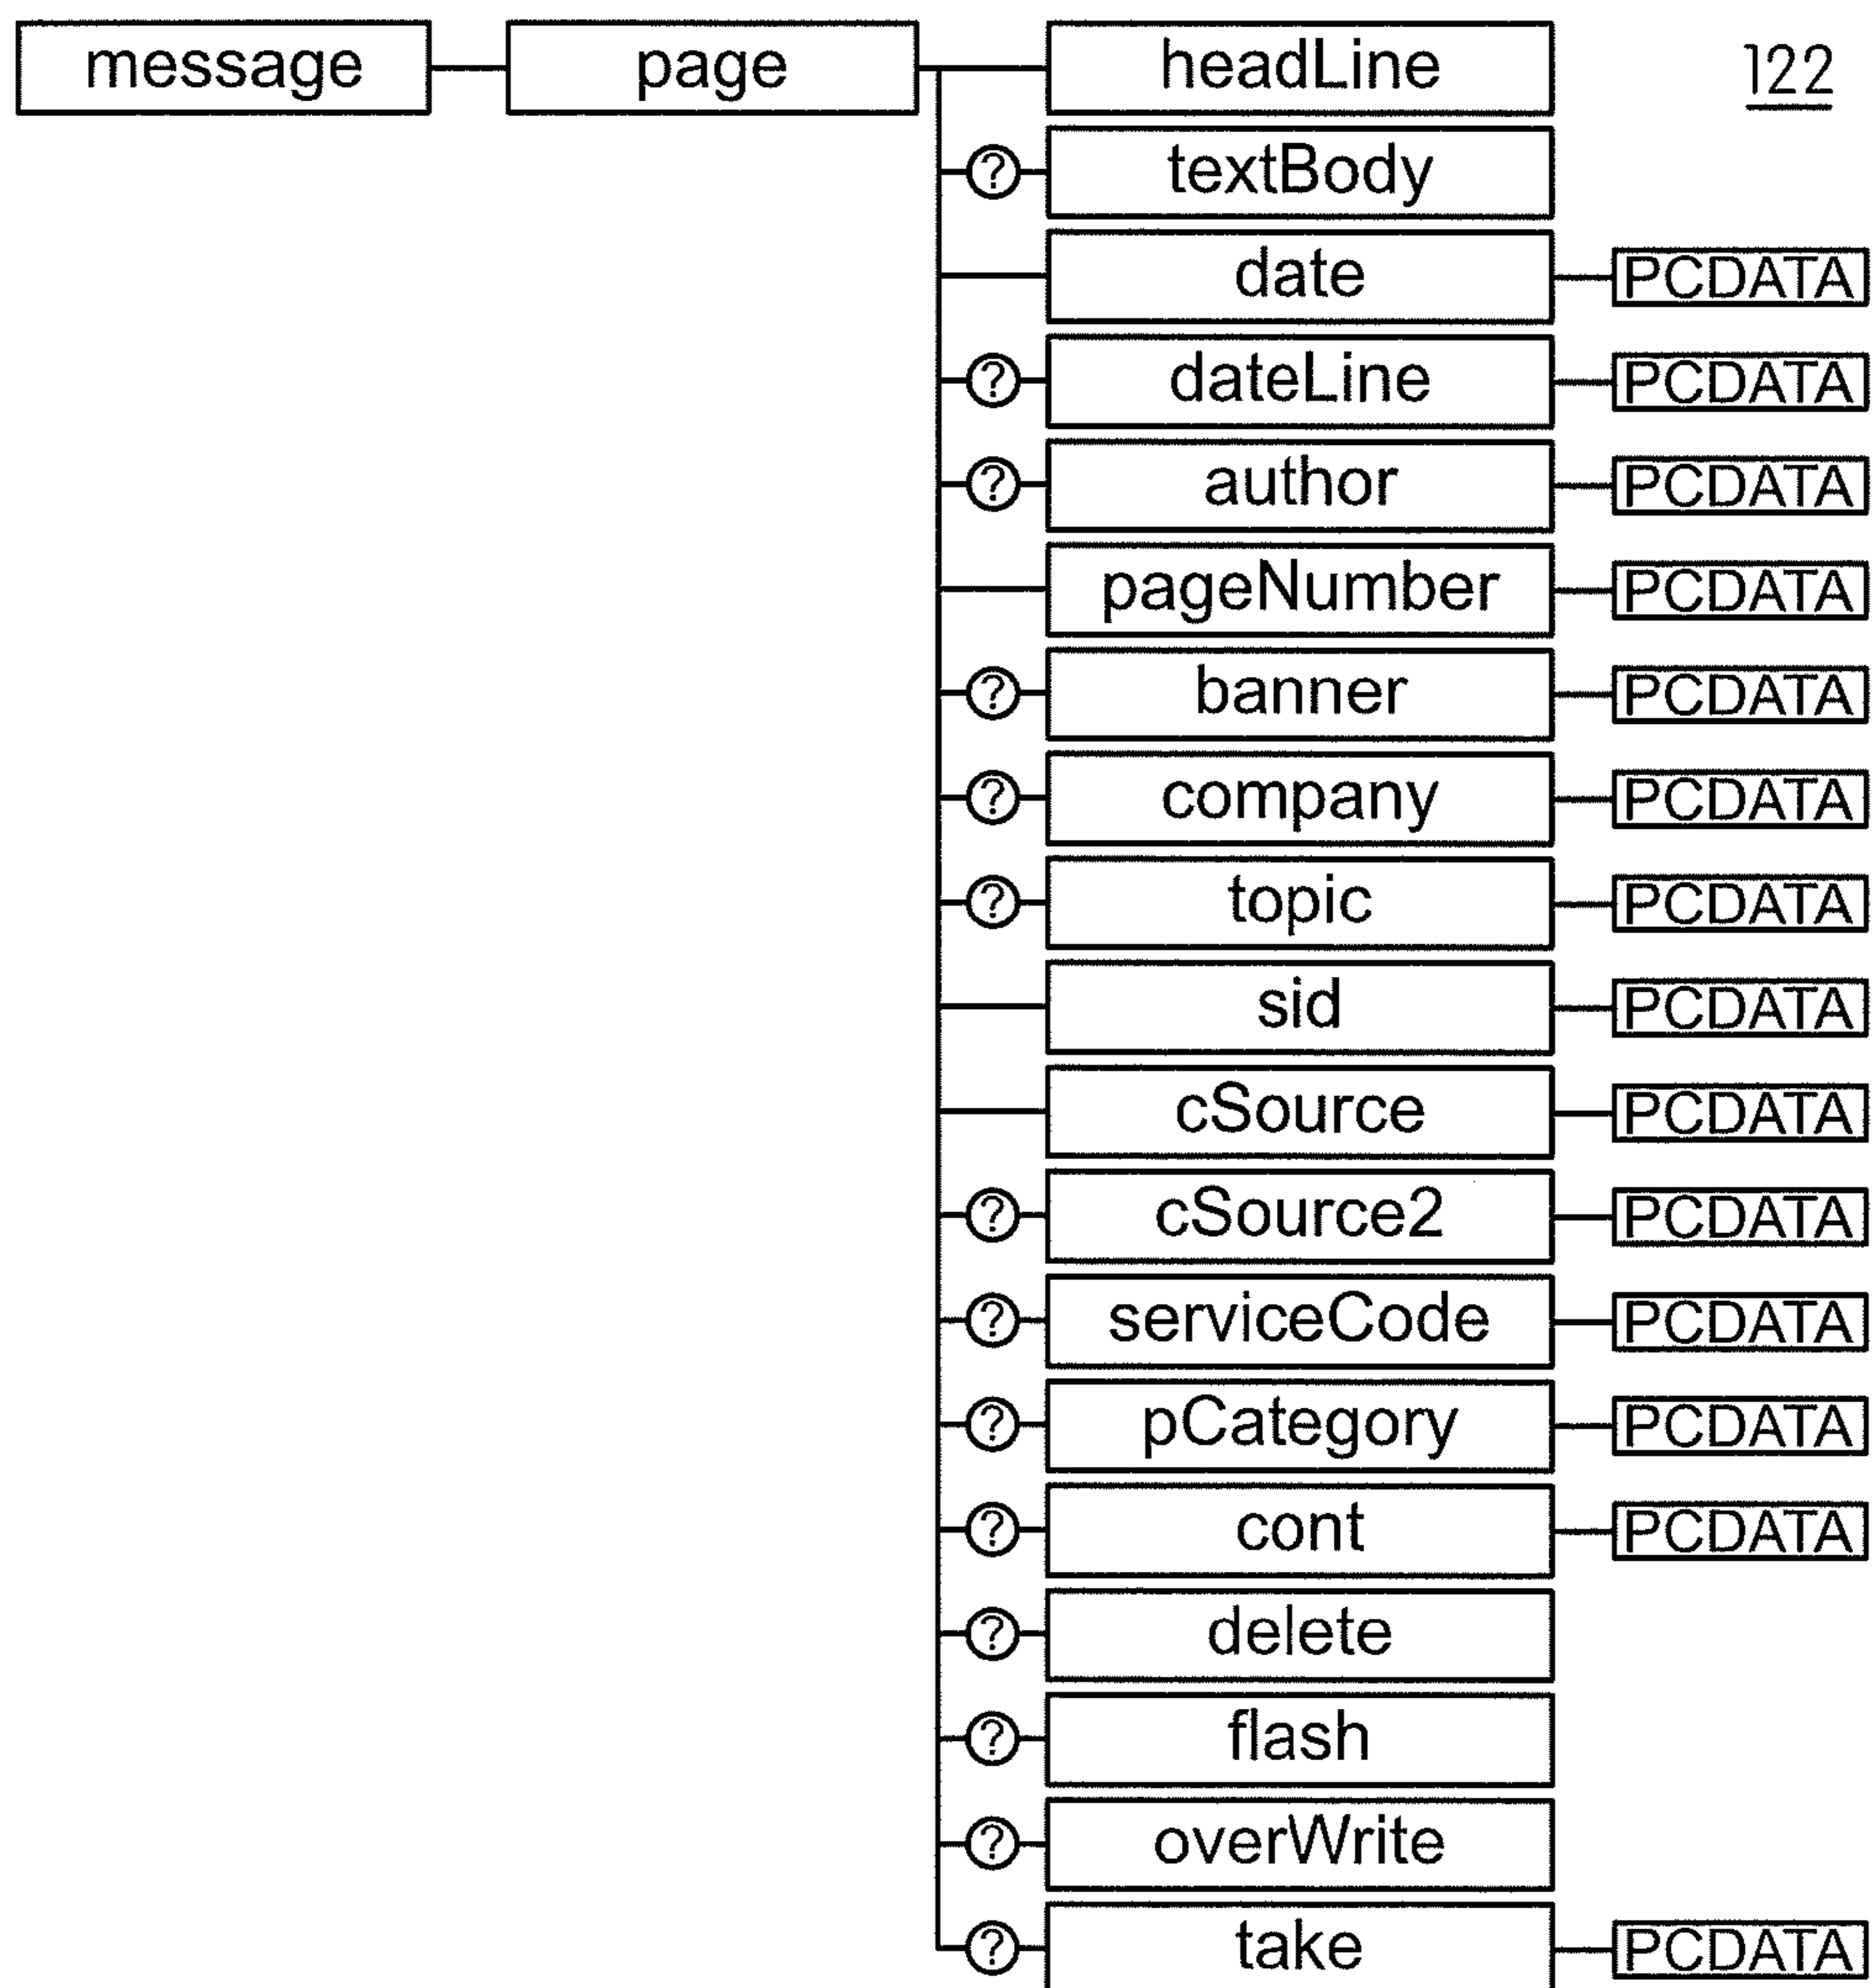 message page headLine 122
? textBody
date PCDATA
? dateLine PCDATA
? author PCDATA
pageNumber PCDATA
? banner PCDATA
? company PCDATA
? topic PCDATA
sid PCDATA
cSource PCDATA
? cSource2 PCDATA
? serviceCode PCDATA
? pCategory PCDATA
? cont PCDATA
? delete
? flash
? overWrite
? take PCDATA